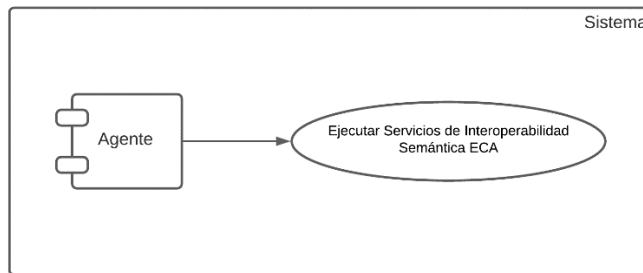 Sistema
Agente
Ejecutar Servicios de Interoperabilidad
Semántica ECA